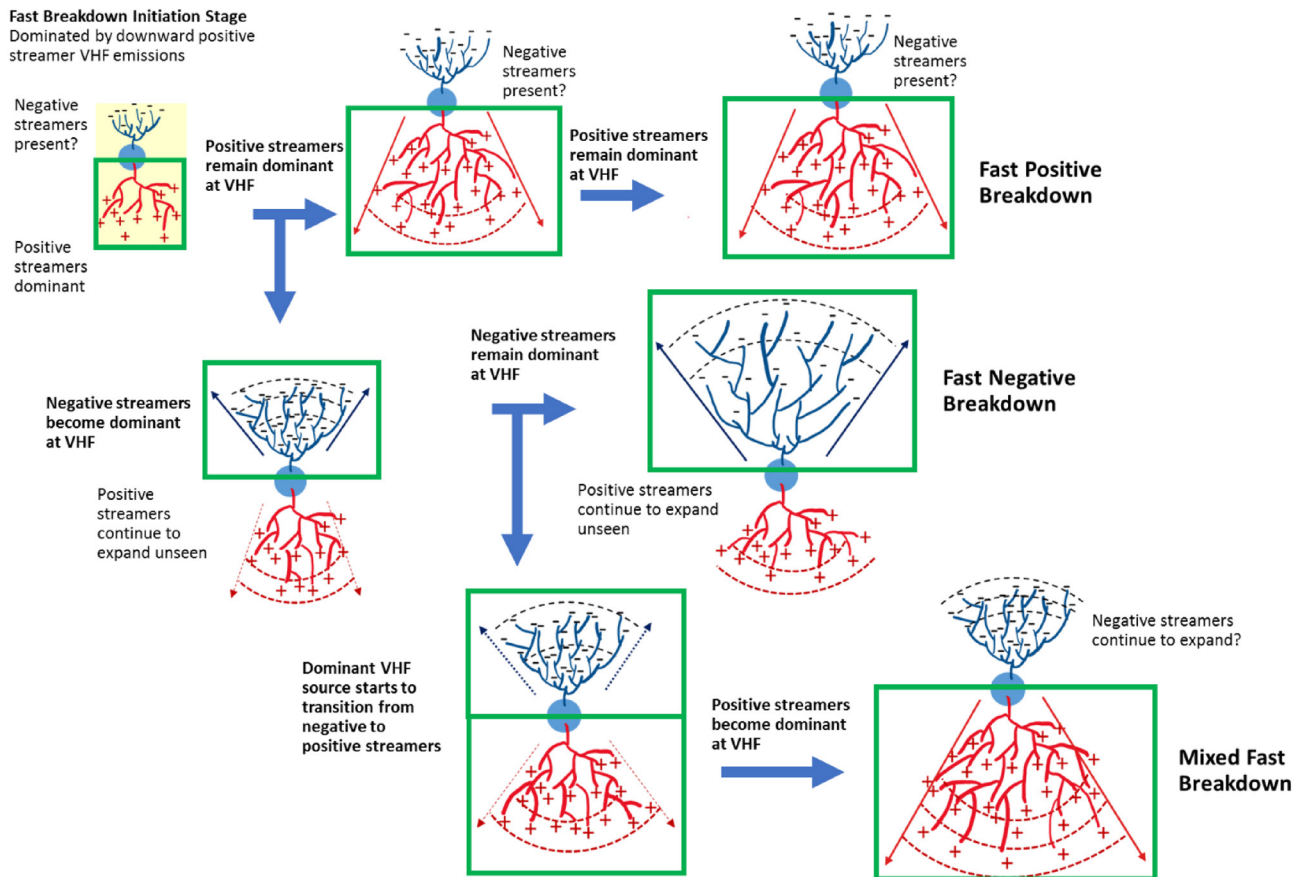 Fast Breakdown Initiation Stage
Dominated by downward positive
streamer VHF emissions
Negative
streamers
present?
Positive
streamers
dominant
Positive streamers
remain dominant
at VHF
Negative
streamers
present?
Positive streamers
remain dominant
at VHF
Negative
streamers
present?
Fast Positive
Breakdown
Negative streamers
become dominant
at VHF
Positive
streamers
continue to
expand unseen
Negative streamers
remain dominant
at VHF
Positive streamers
continue to expand
unseen
Fast Negative
Breakdown
Dominant VHF
source starts to
transition from
negative to
positive streamers
Positive streamers
become dominant
at VHF
Negative streamers
continue to expand?
Mixed Fast
Breakdown